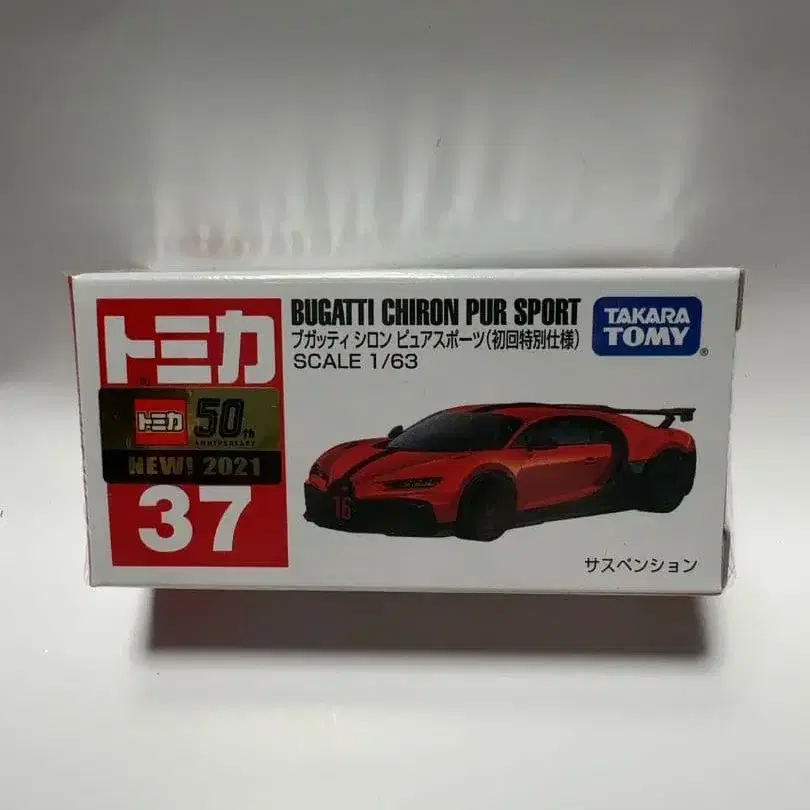 トミカ
トミカ 50th
ANNIVERSARY
NEW! 2021
37
BUGATTI CHIRON PUR SPORT
ブガッティ シロン ピュアスポーツ(初回特別仕様)
SCALE 1/63
TAKARA
TOMY®
16
サスペンション